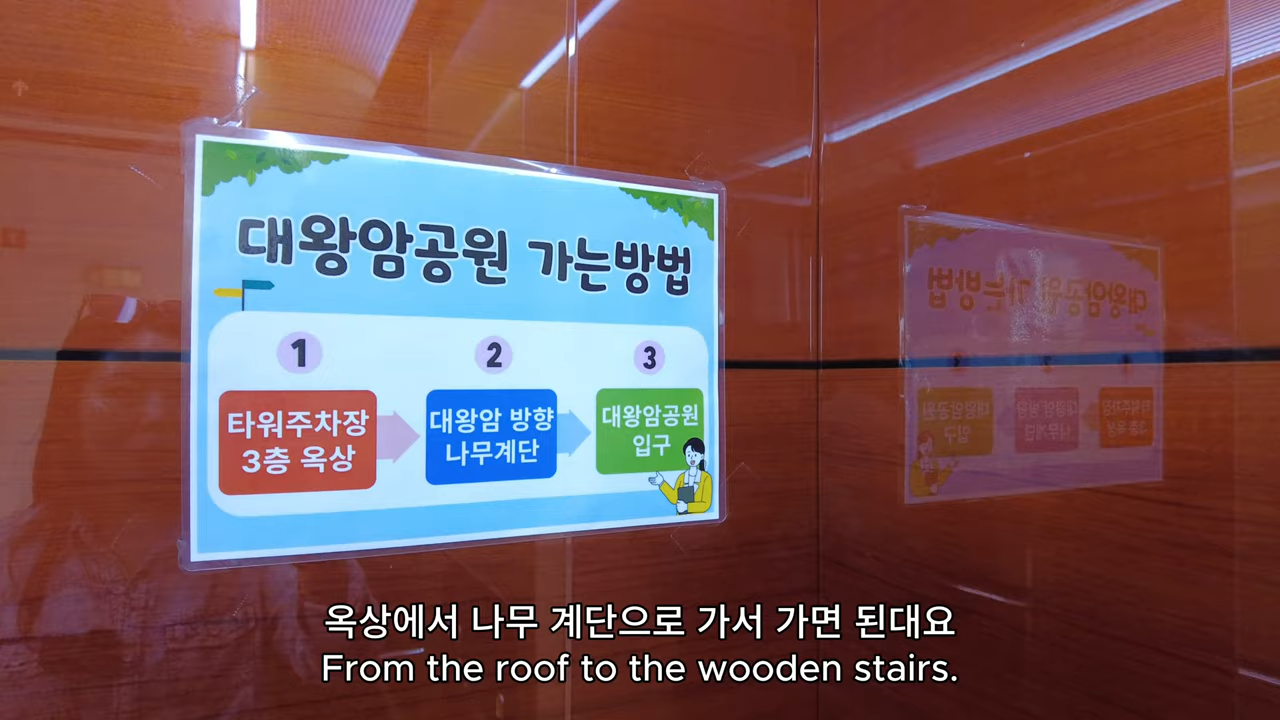 대왕암공원 가는방법
1
2
3
타워주차장
3층 옥상
대왕암 방향
나무계단
대왕암공원
입구
옥상에서 나무 계단으로 가서 가면 된대요
From the roof to the wooden stairs.